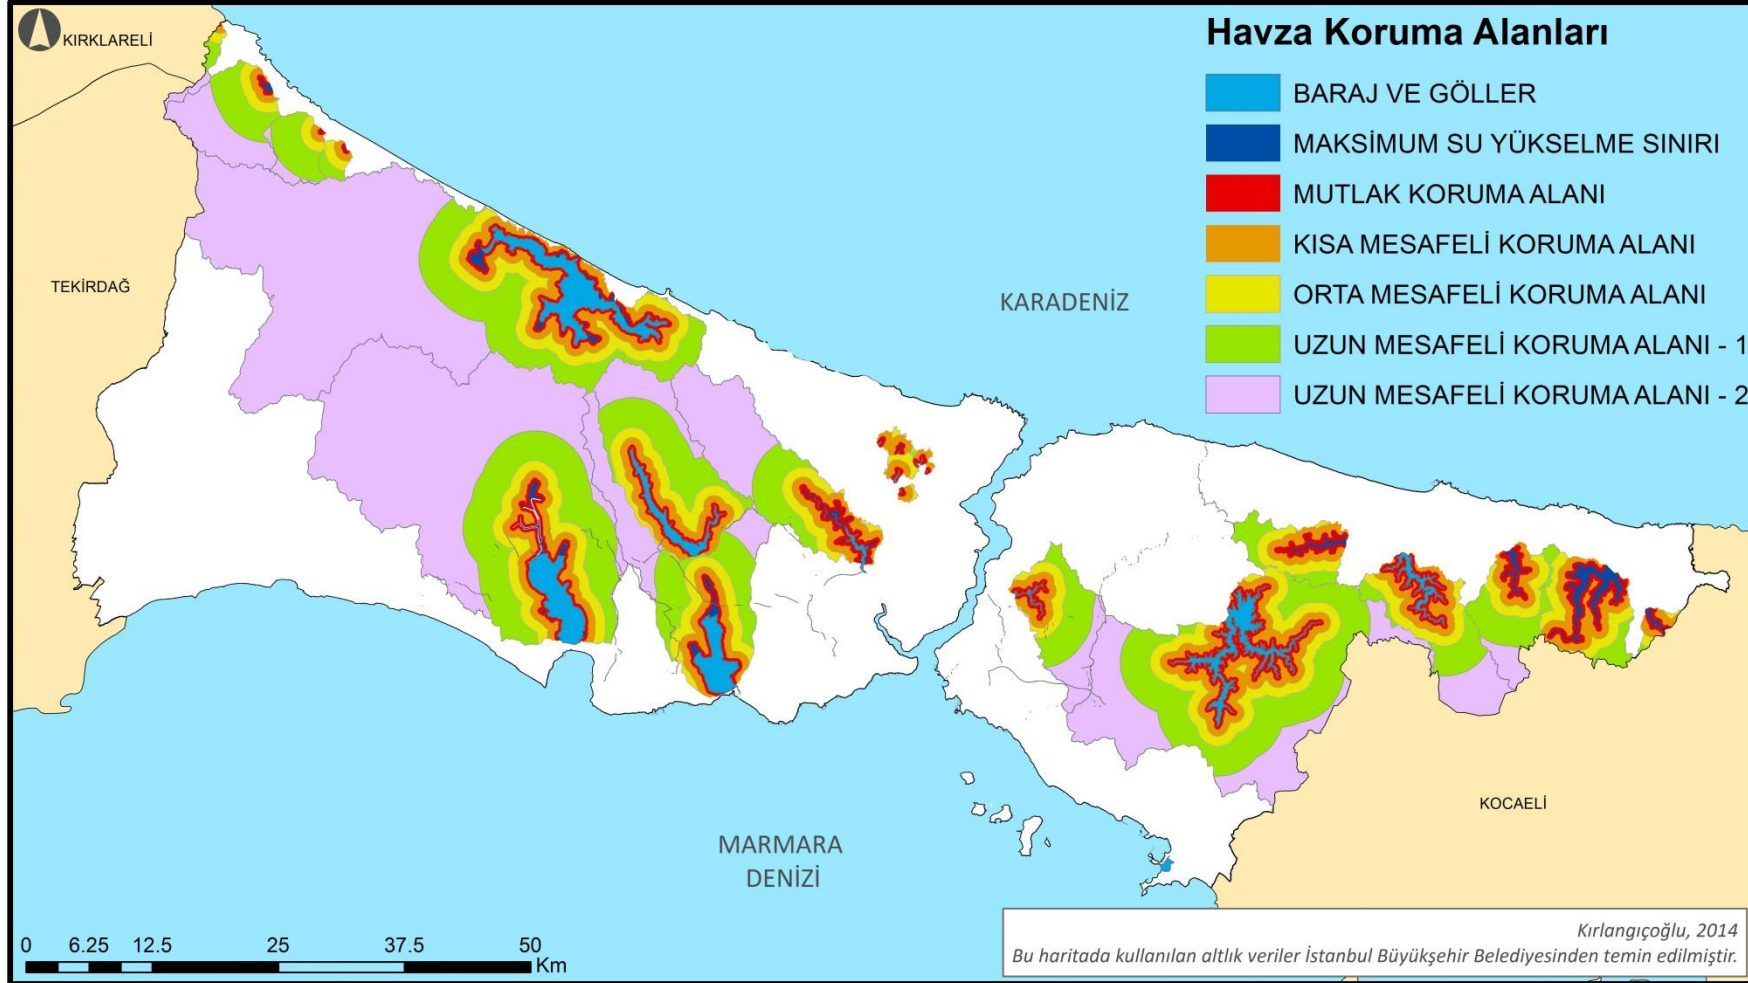 KIRKLARELİ
Havza Koruma Alanları
BARAJ VE GÖLLER
MAKSİMUM SU YÜKSELME SINIRI
MUTLAK KORUMA ALANI
KISA MESAFELİ KORUMA ALANI
ORTA MESAFELİ KORUMA ALANI
UZUN MESAFELİ KORUMA ALANI - 1
UZUN MESAFELİ KORUMA ALANI - 2
TEKİRDAĞ
KARADENİZ
KOCAELİ
MARMARA
DENİZİ
0 6.25 12.5 25 37.5 50
Km
Kırlangıçoğlu, 2014
Bu haritada kullanılan altlık veriler İstanbul Büyükşehir Belediyesinden temin edilmiştir.